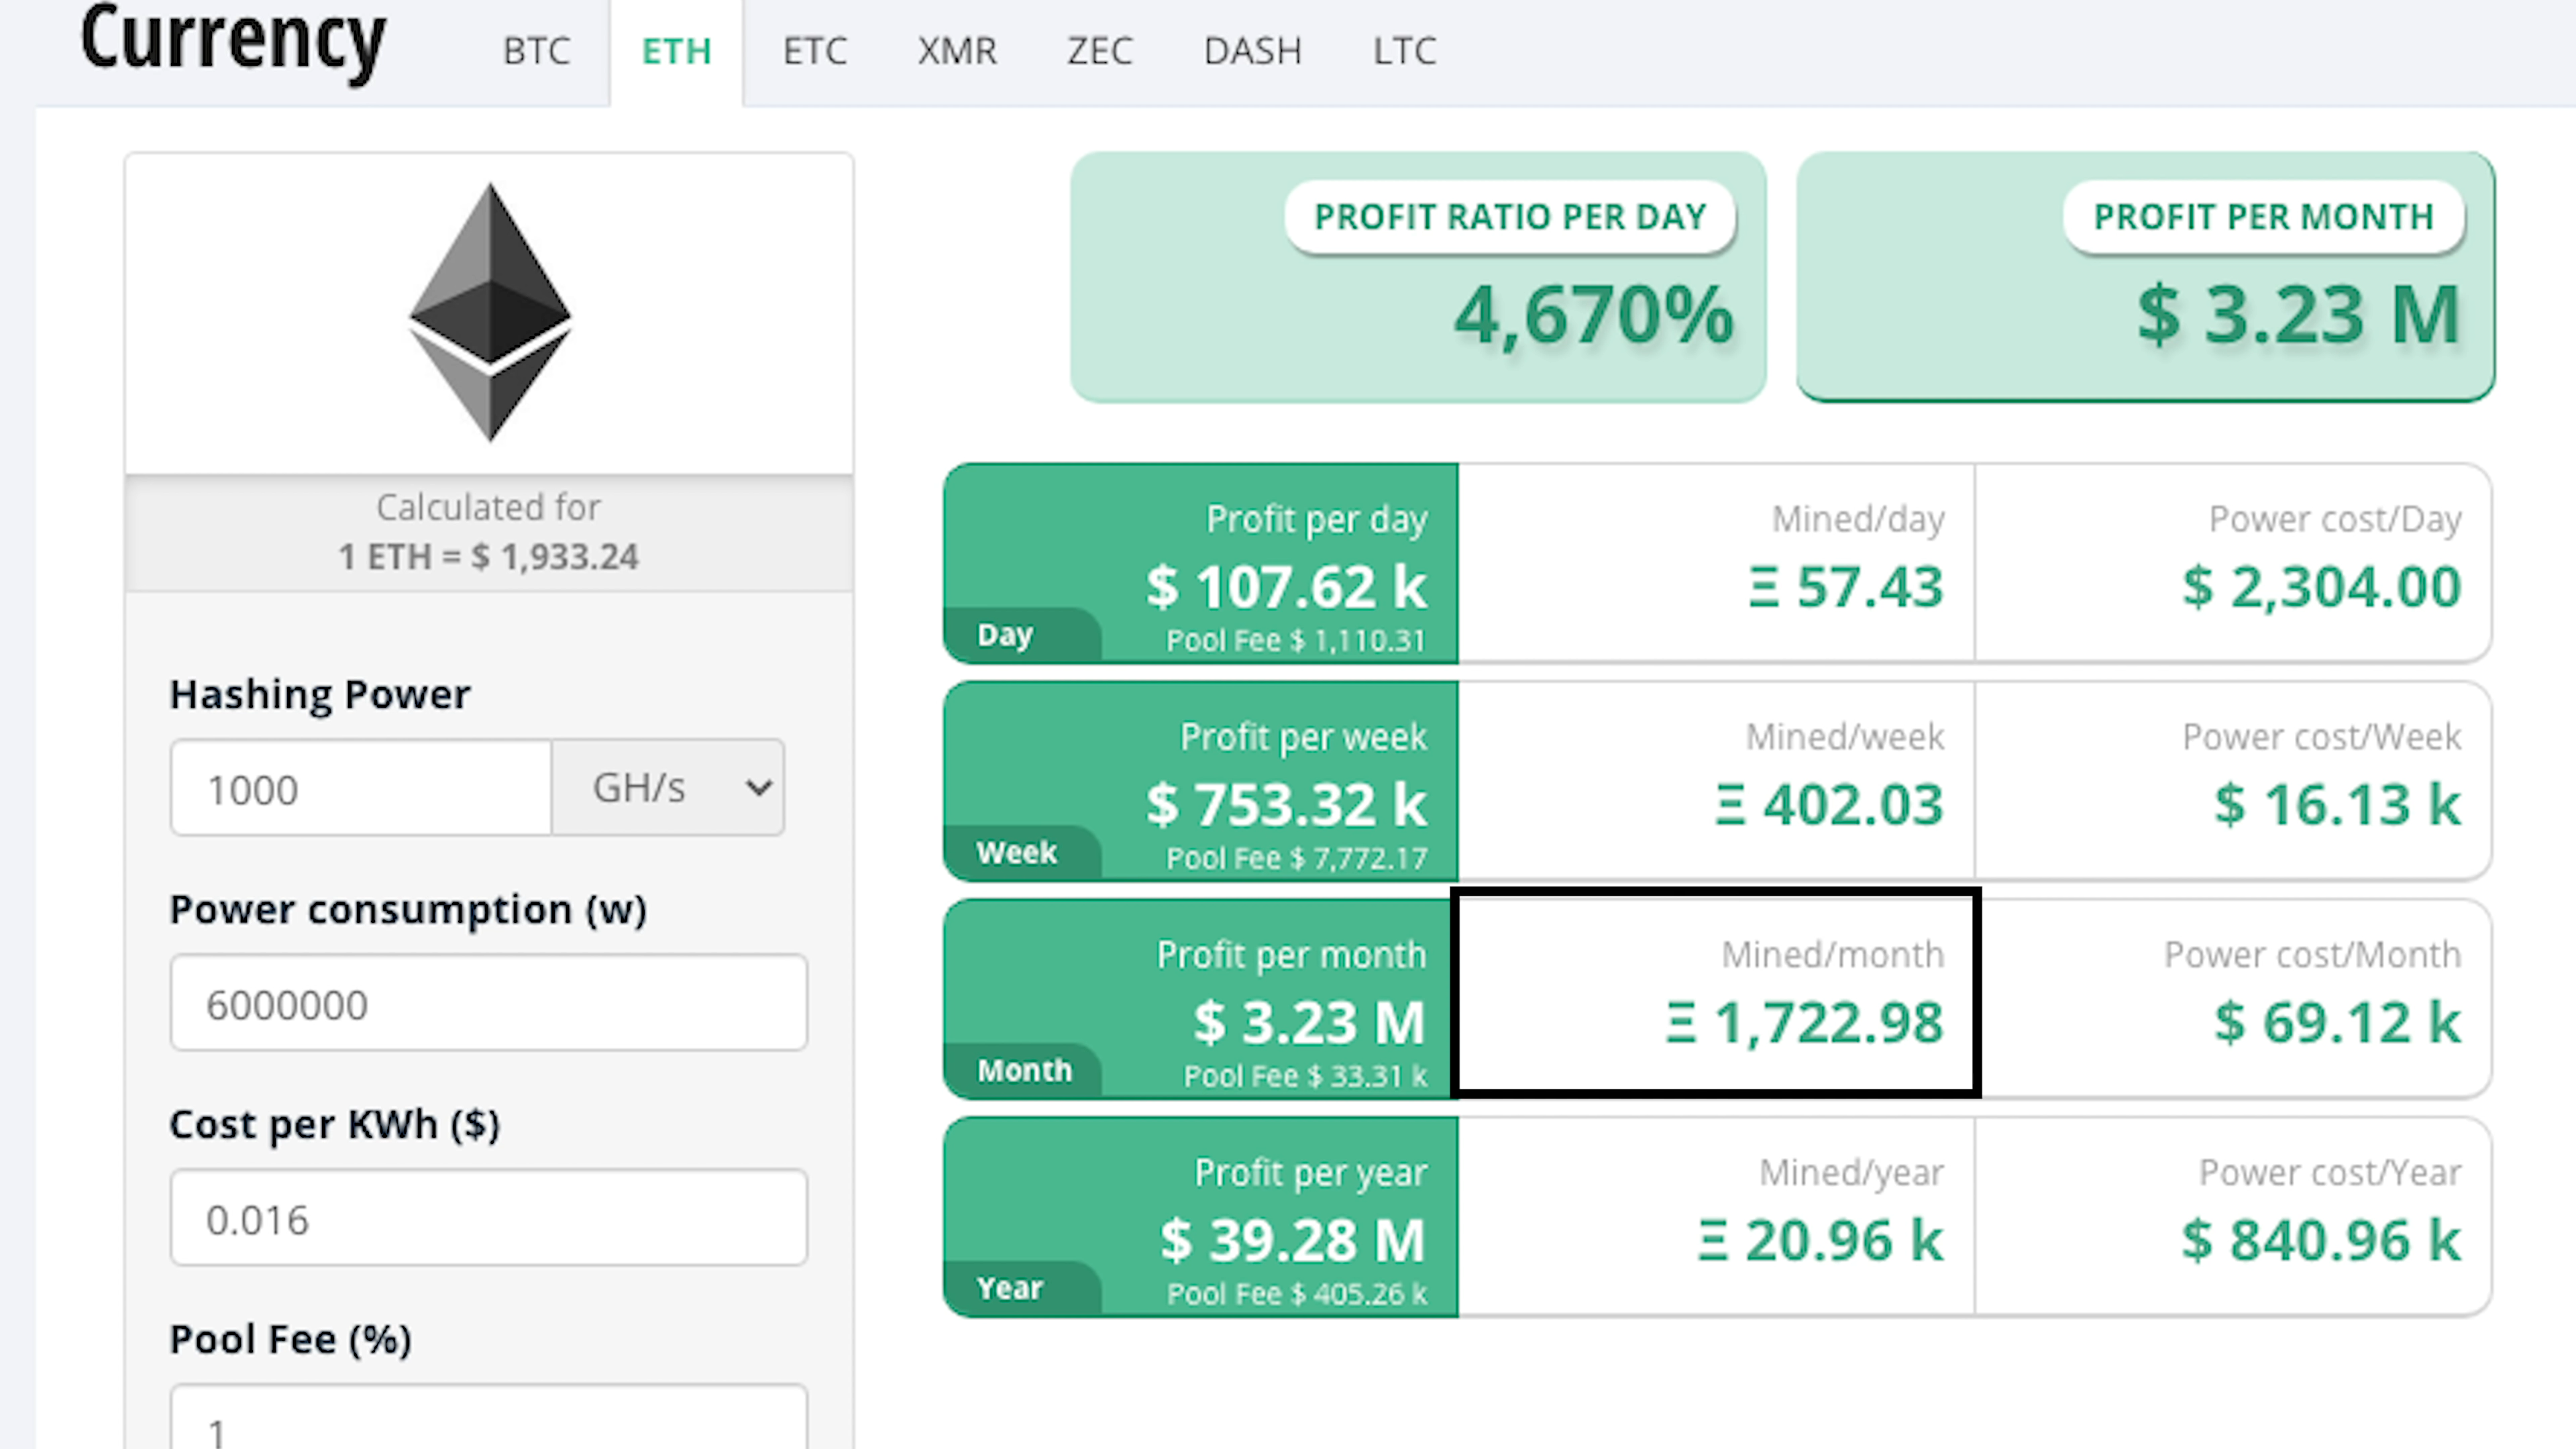 Currency
BTC
ETH
ETC
XMR
ZEC
DASH
LTC
Calculated for
1 ETH = $ 1,933.24
Hashing Power
1000
GH/s
Power consumption (w)
6000000
Cost per KWh ($)
0.016
Pool Fee (%)
1
PROFIT RATIO PER DAY
4,670%
PROFIT PER MONTH
$ 3.23 M
Profit per day
$ 107.62 k
Day
Pool Fee $ 1,110.31
Mined/day
Ξ 57.43
Power cost/Day
$ 2,304.00
Profit per week
$ 753.32 k
Week
Pool Fee $ 7,772.17
Mined/week
Ξ 402.03
Power cost/Week
$ 16.13 k
Profit per month
$ 3.23 M
Month
Pool Fee $ 33.31 k
Mined/month
Ξ 1,722.98
Power cost/Month
$ 69.12 k
Profit per year
$ 39.28 M
Year
Pool Fee $ 405.26 k
Mined/year
Ξ 20.96 k
Power cost/Year
$ 840.96 k